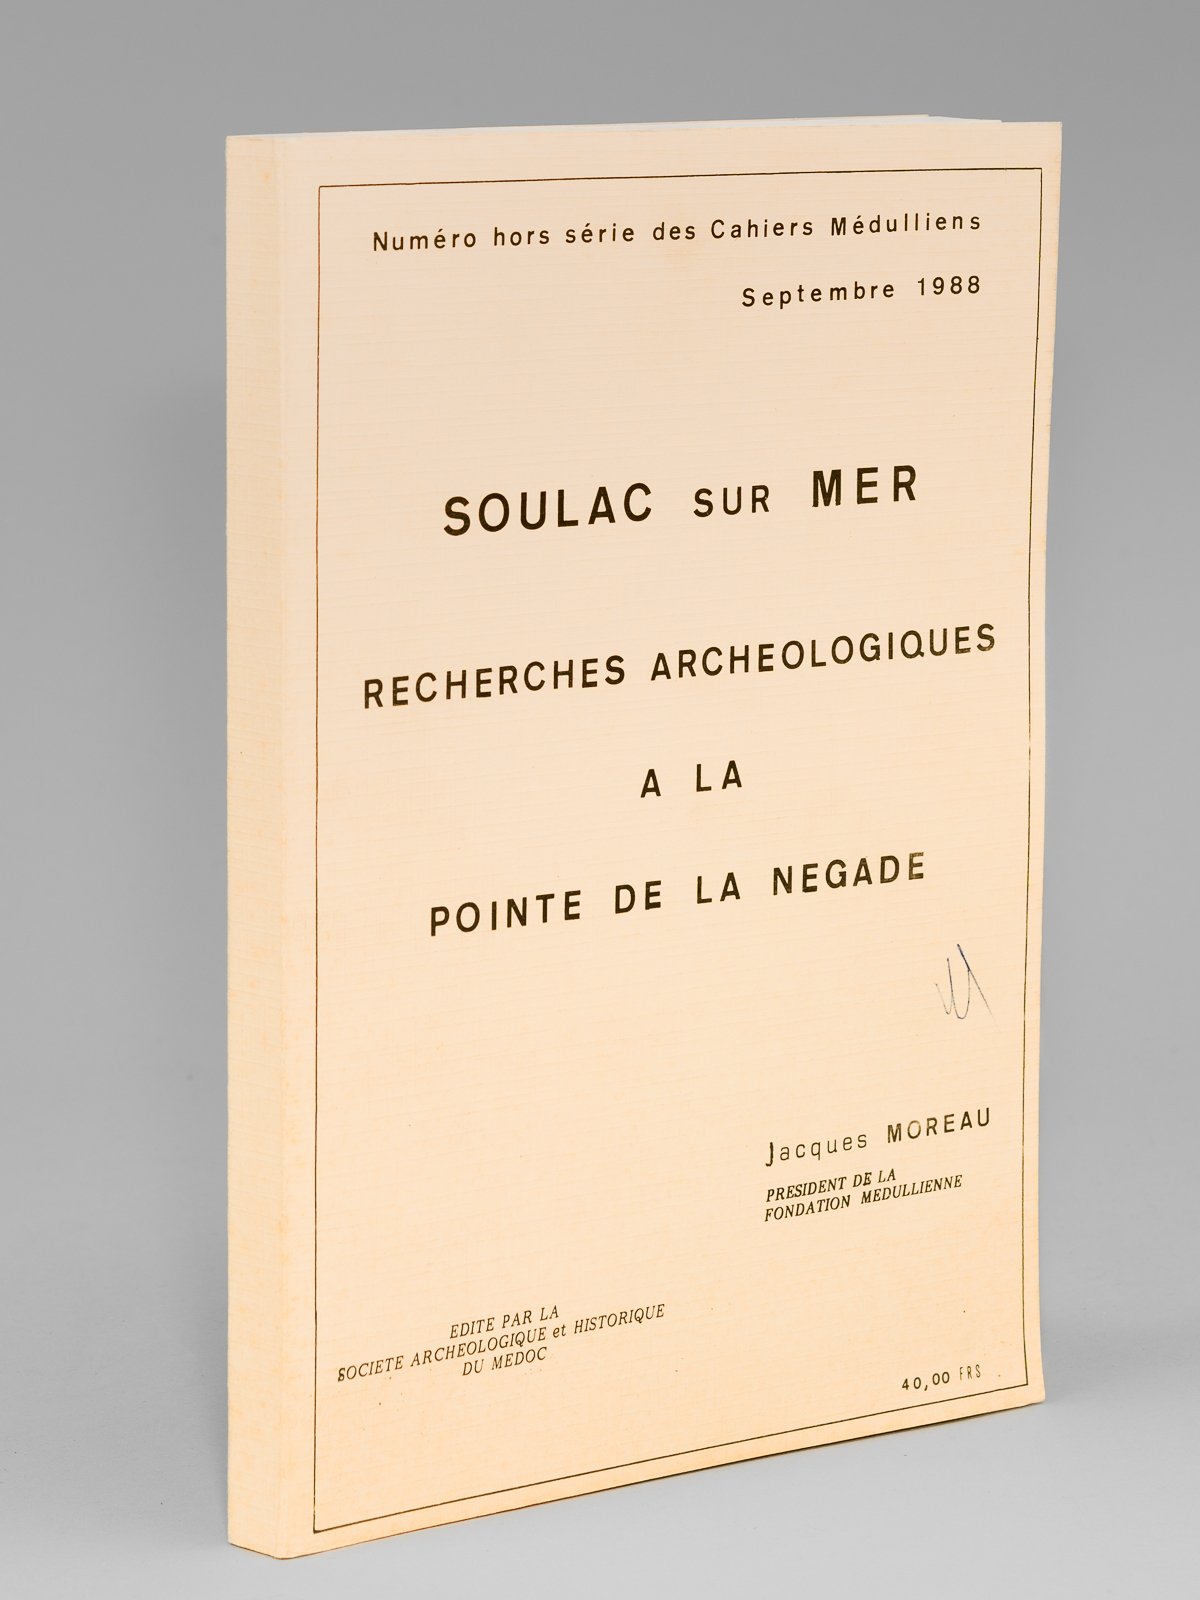 Numéro hors série des Cahiers Médulliens
Septembre 1988
SOULAC SUR MER
RECHERCHES ARCHEOLOGIQUES
A LA
POINTE DE LA NEGADE
Jacques MOREAU
PRESIDENT DE LA
FONDATION MEDULLIENNE
EDITE PAR LA
SOCIETE ARCHEOLOGIQUE et HISTORIQUE
DU MEDOC
40,00 FRS